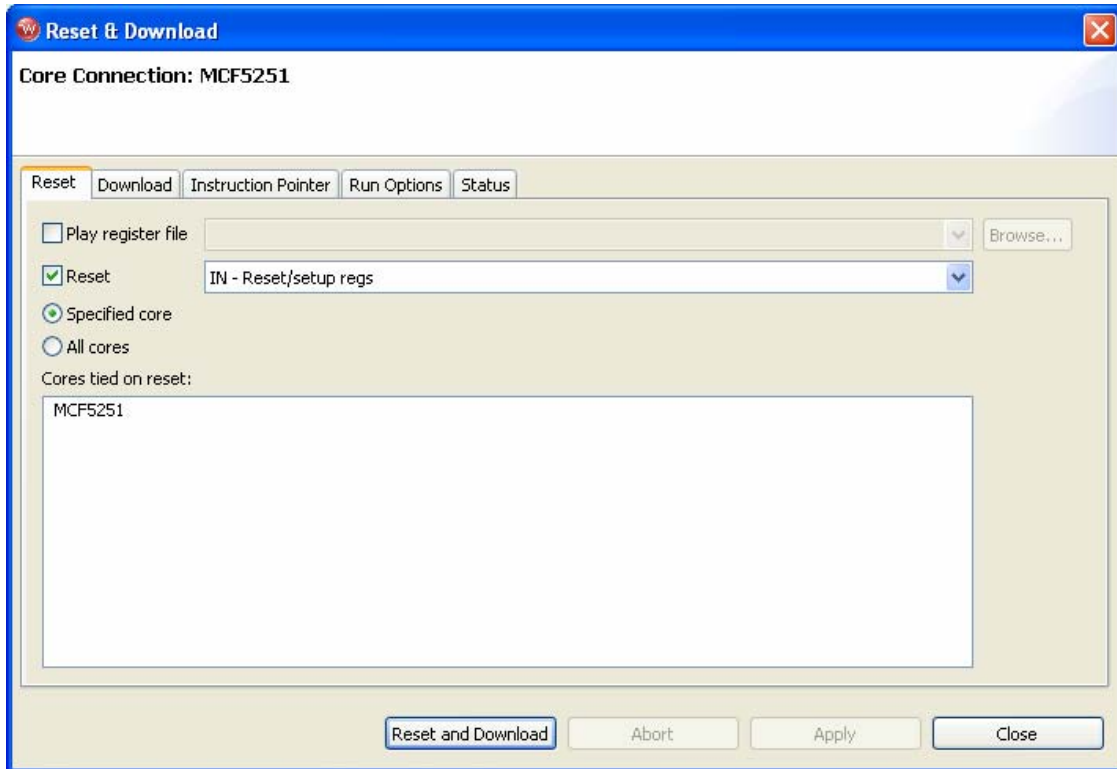 Reset & Download
Core Connection: MCF5251
Reset Download Instruction Pointer Run Options Status
Play register file Browse...
Reset IN - Reset/setup regs
Specified core
All cores
Cores tied on reset:
MCF5251
Reset and Download Abort Apply Close